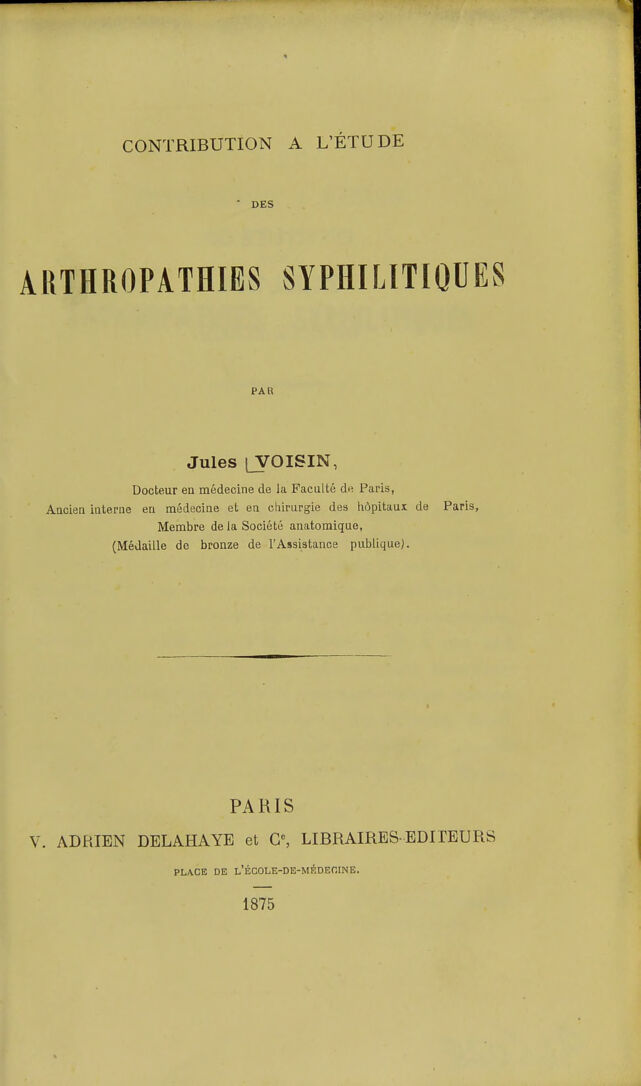 CONTRIBUTION A L'ÉTUDE
DES
ARTHROPATHIES SYPHILITIQUES
PAR
Jules VOISIN,
Docteur en médecine de la Faculté de Paris,
Ancien interne en médecine et en chirurgie des hôpitaux de Paris,
Membre de la Société anatomique,
(Médaille de bronze de l'Assistance publique).
PARIS
V. ADRIEN DELAHAYE et Cᵉ, LIBRAIRES-EDITEURS
PLACE DE L'ÉCOLE-DE-MÉDECINE.
1875